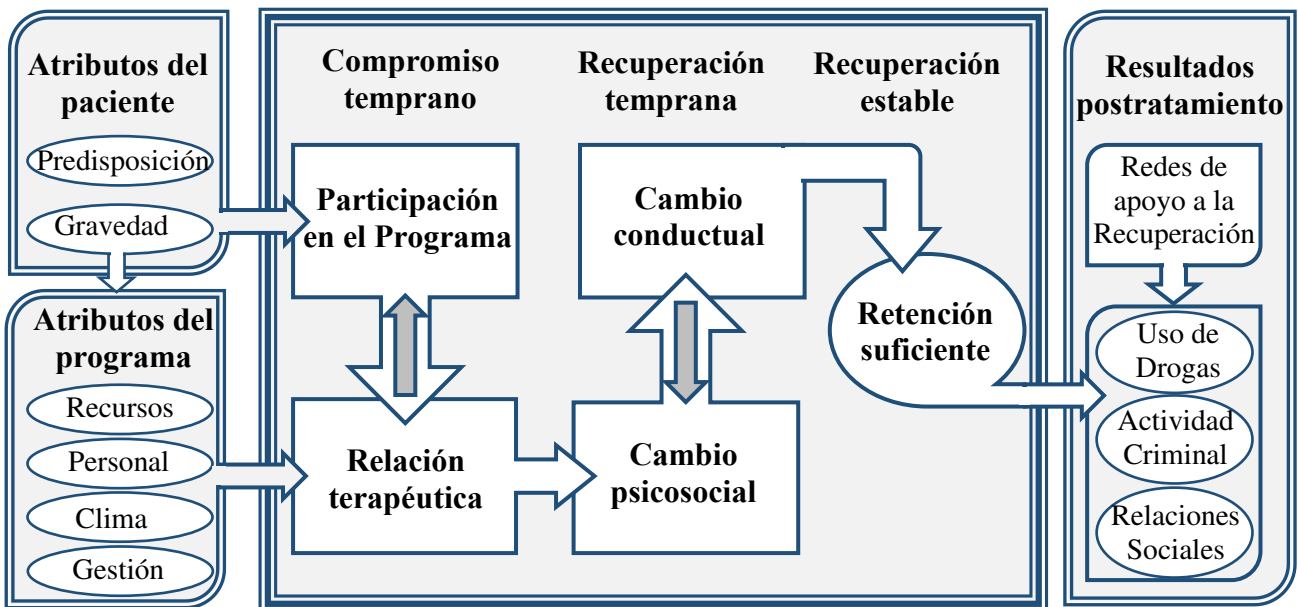 Atributos del
paciente
Predisposición
Gravedad
Atributos del
programa
Recursos
Personal
Clima
Gestión
Compromiso
temprano
Participación
en el Programa
Relación
terapéutica
Recuperación
temprana
Cambio
conductual
Cambio
psicosocial
Recuperación
estable
Retención
suficiente
Resultados
postratamiento
Redes de
apoyo a la
Recuperación
Uso de
Drogas
Actividad
Criminal
Relaciones
Sociales